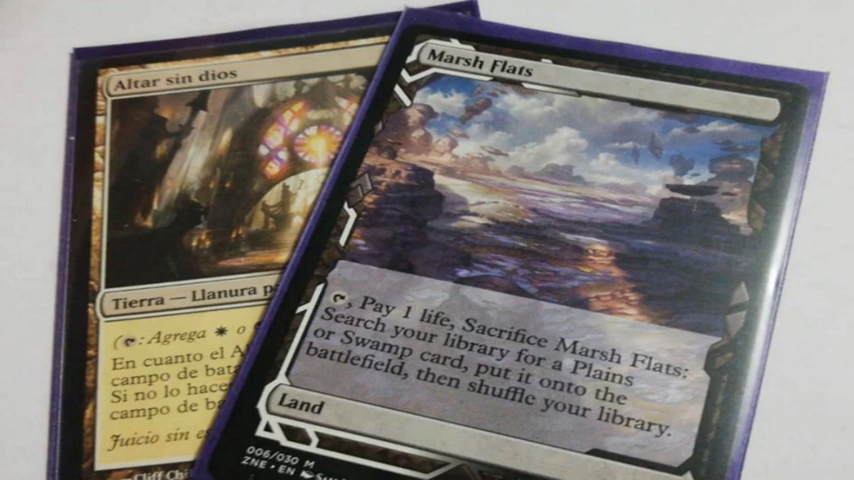 Altar sin dios
Tierra — Llanura
: Agrega
En cuanto el
campo de
Si no lo hace
campo de
Juicio sin
Cliff
Marsh Flats
, Pay 1 life, Sacrifice Marsh Flats:
Search your library for a Plains
or Swamp card, put it onto the
battlefield, then shuffle your library.
Land
006/030 M
ZNE • EN